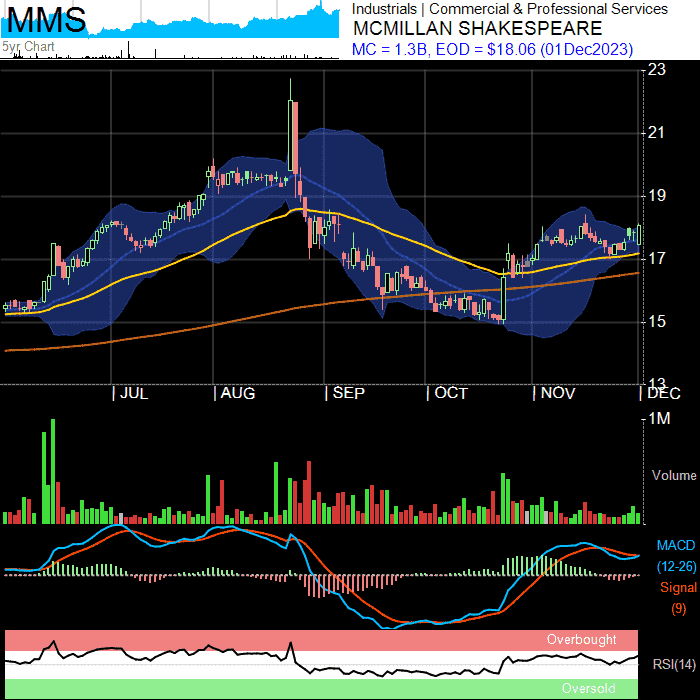 MMS
5yr Chart
Industrials | Commercial & Professional Services
MCMILLAN SHAKESPEARE
MC = 1.3B, EOD = $18.06 (01Dec2023)
23
21
19
17
15
13
JUL AUG SEP OCT NOV DEC
1M
Volume
MACD
(12-26)
Signal
(9)
Overbought
RSI(14)
Oversold